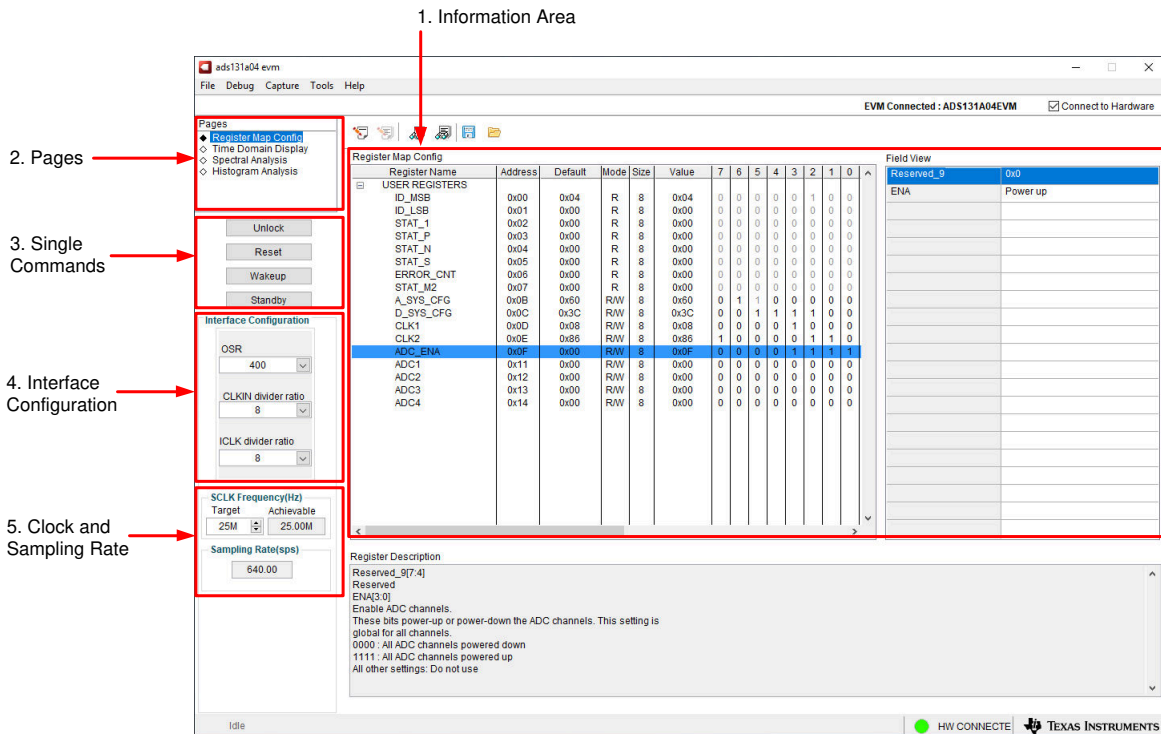 1. Information Area
ads131a04 evm
File Debug Capture Tools Help
EVM Connected : ADS131A04EVM Connect to Hardware
2. Pages
Pages
Register Map Config
Time Domain Display
Spectral Analysis
Histogram Analysis
3. Single
Commands
Unlock
Reset
Wakeup
Standby
4. Interface
Configuration
Interface Configuration
OSR
400
CLKIN divider ratio
8
ICLK divider ratio
8
5. Clock and
Sampling Rate
SCLK Frequency(Hz)
Target Achievable
25M 25.00M
Sampling Rate(sps)
640.00
Register Map Config
Register Name Address Default Mode Size Value 7 6 5 4 3 2 1 0
USER REGISTERS
ID_MSB 0x00 0x04 R 8 0x04 0 0 0 0 0 1 0 0
ID_LSB 0x01 0x00 R 8 0x00 0 0 0 0 0 0 0 0
STAT_1 0x02 0x00 R 8 0x00 0 0 0 0 0 0 0 0
STAT_P 0x03 0x00 R 8 0x00 0 0 0 0 0 0 0 0
STAT_N 0x04 0x00 R 8 0x00 0 0 0 0 0 0 0 0
STAT_S 0x05 0x00 R 8 0x00 0 0 0 0 0 0 0 0
ERROR_CNT 0x06 0x00 R 8 0x00 0 0 0 0 0 0 0 0
STAT_M2 0x07 0x00 R 8 0x00 0 0 0 0 0 0 0 0
A_SYS_CFG 0x0B 0x60 R/W 8 0x60 0 1 1 0 0 0 0 0
D_SYS_CFG 0x0C 0x3C R/W 8 0x3C 0 0 1 1 1 1 0 0
CLK1 0x0D 0x08 R/W 8 0x08 0 0 0 0 1 0 0 0
CLK2 0x0E 0x86 R/W 8 0x86 1 0 0 0 0 1 1 0
ADC_ENA 0x0F 0x00 R/W 8 0x0F 0 0 0 0 1 1 1 1
ADC1 0x11 0x00 R/W 8 0x00 0 0 0 0 0 0 0 0
ADC2 0x12 0x00 R/W 8 0x00 0 0 0 0 0 0 0 0
ADC3 0x13 0x00 R/W 8 0x00 0 0 0 0 0 0 0 0
ADC4 0x14 0x00 R/W 8 0x00 0 0 0 0 0 0 0 0
Field View
Reserved_9 0x0
ENA Power up
Register Description
Reserved_9[7:4]
Reserved
ENA[3:0]
Enable ADC channels.
These bits power-up or power-down the ADC channels. This setting is
global for all channels.
0000 : All ADC channels powered down
1111 : All ADC channels powered up
All other settings: Do not use
Idle
HW CONNECTE TEXAS INSTRUMENTS